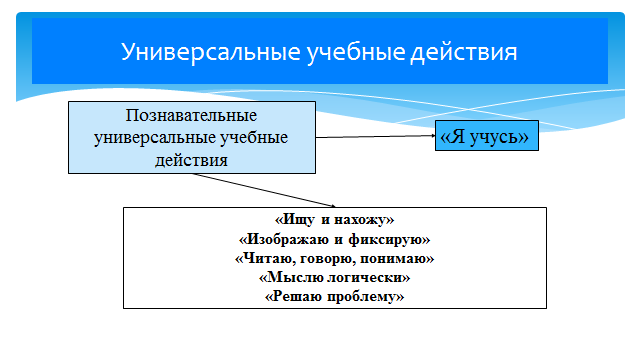 Универсальные учебные действия
Познавательные
универсальные учебные
действия
«Я учусь»
«Ищу и нахожу»
«Изображаю и фиксирую»
«Читаю, говорю, понимаю»
«Мыслю логически»
«Решаю проблему»